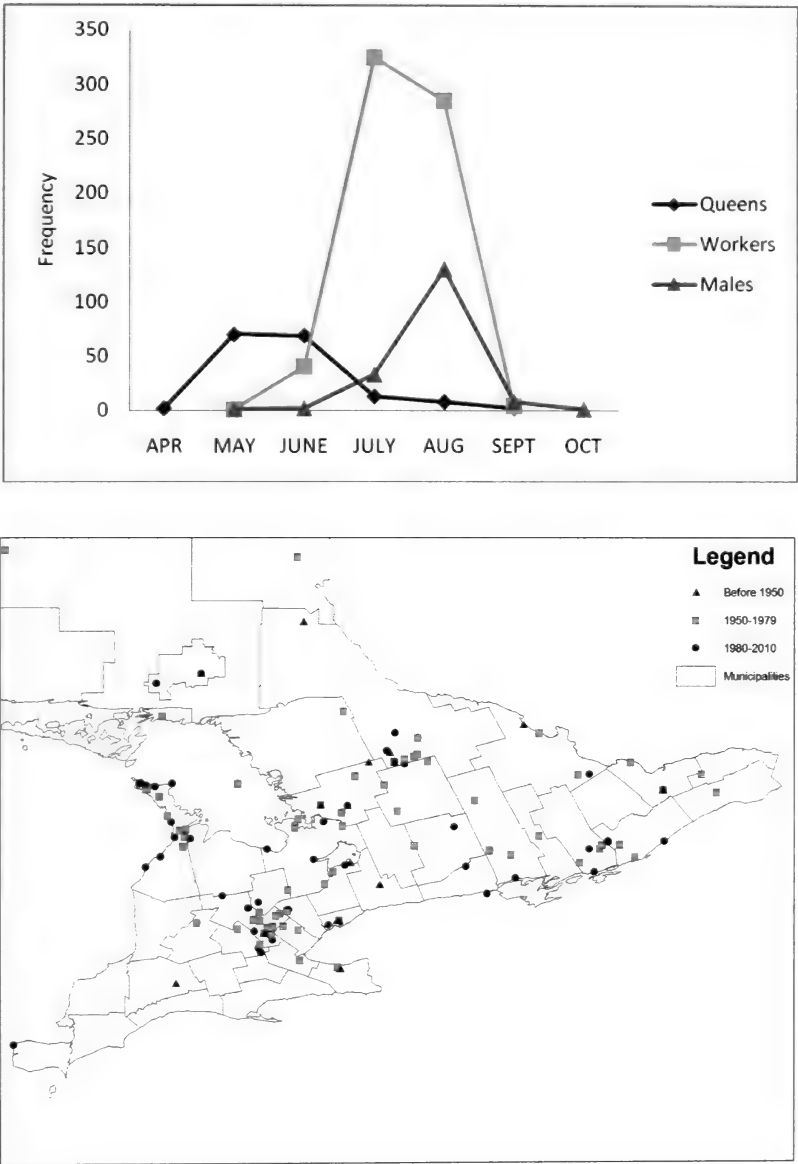 350
300
250
200
150
100
50
0
Frequency
APR MAY JUNE JULY AUG SEPT OCT
Queens
Workers
Males
Legend
Before 1950
1950-1979
1980-2010
Municipalities